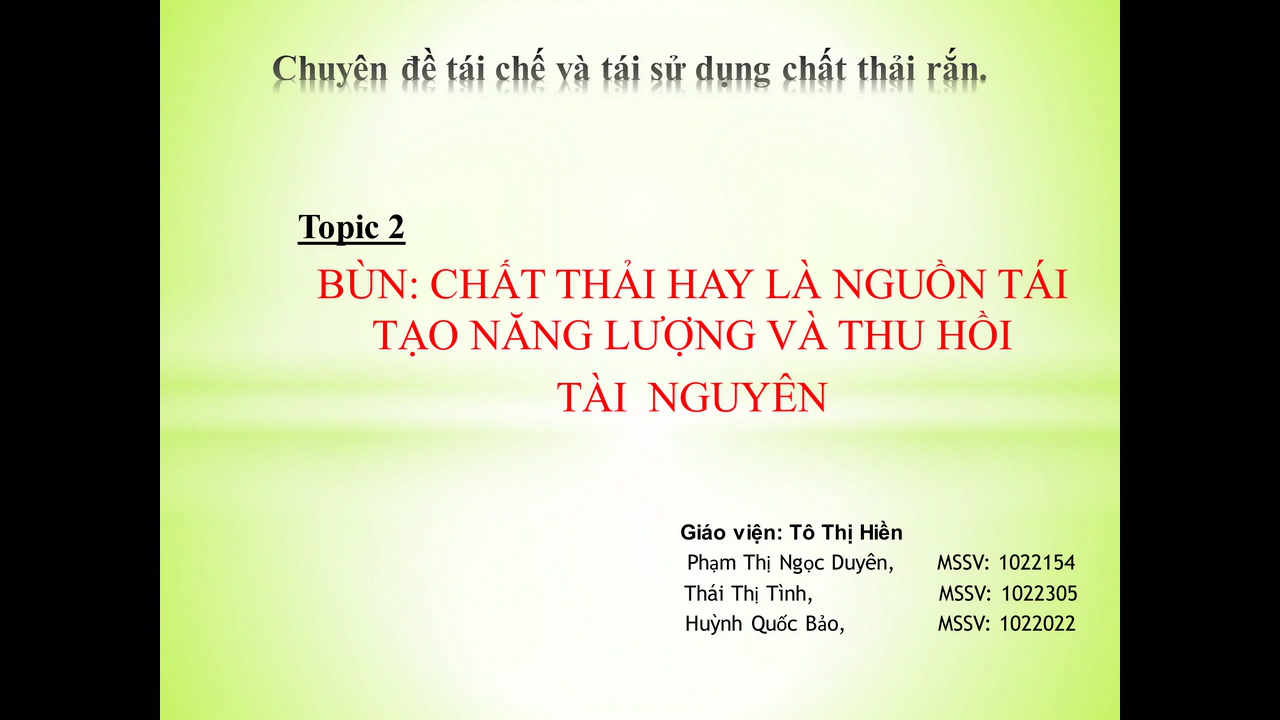 Chuyên đề tái chế và tái sử dụng chất thải rắn.
Topic 2
BÙN: CHẤT THẢI HAY LÀ NGUỒN TÁI
TẠO NĂNG LƯỢNG VÀ THU HỒI
TÀI NGUYÊN
Giáo viện: Tô Thị Hiền
Phạm Thị Ngọc Duyên, MSSV: 1022154
Thái Thị Tình, MSSV: 1022305
Huỳnh Quốc Bảo, MSSV: 1022022